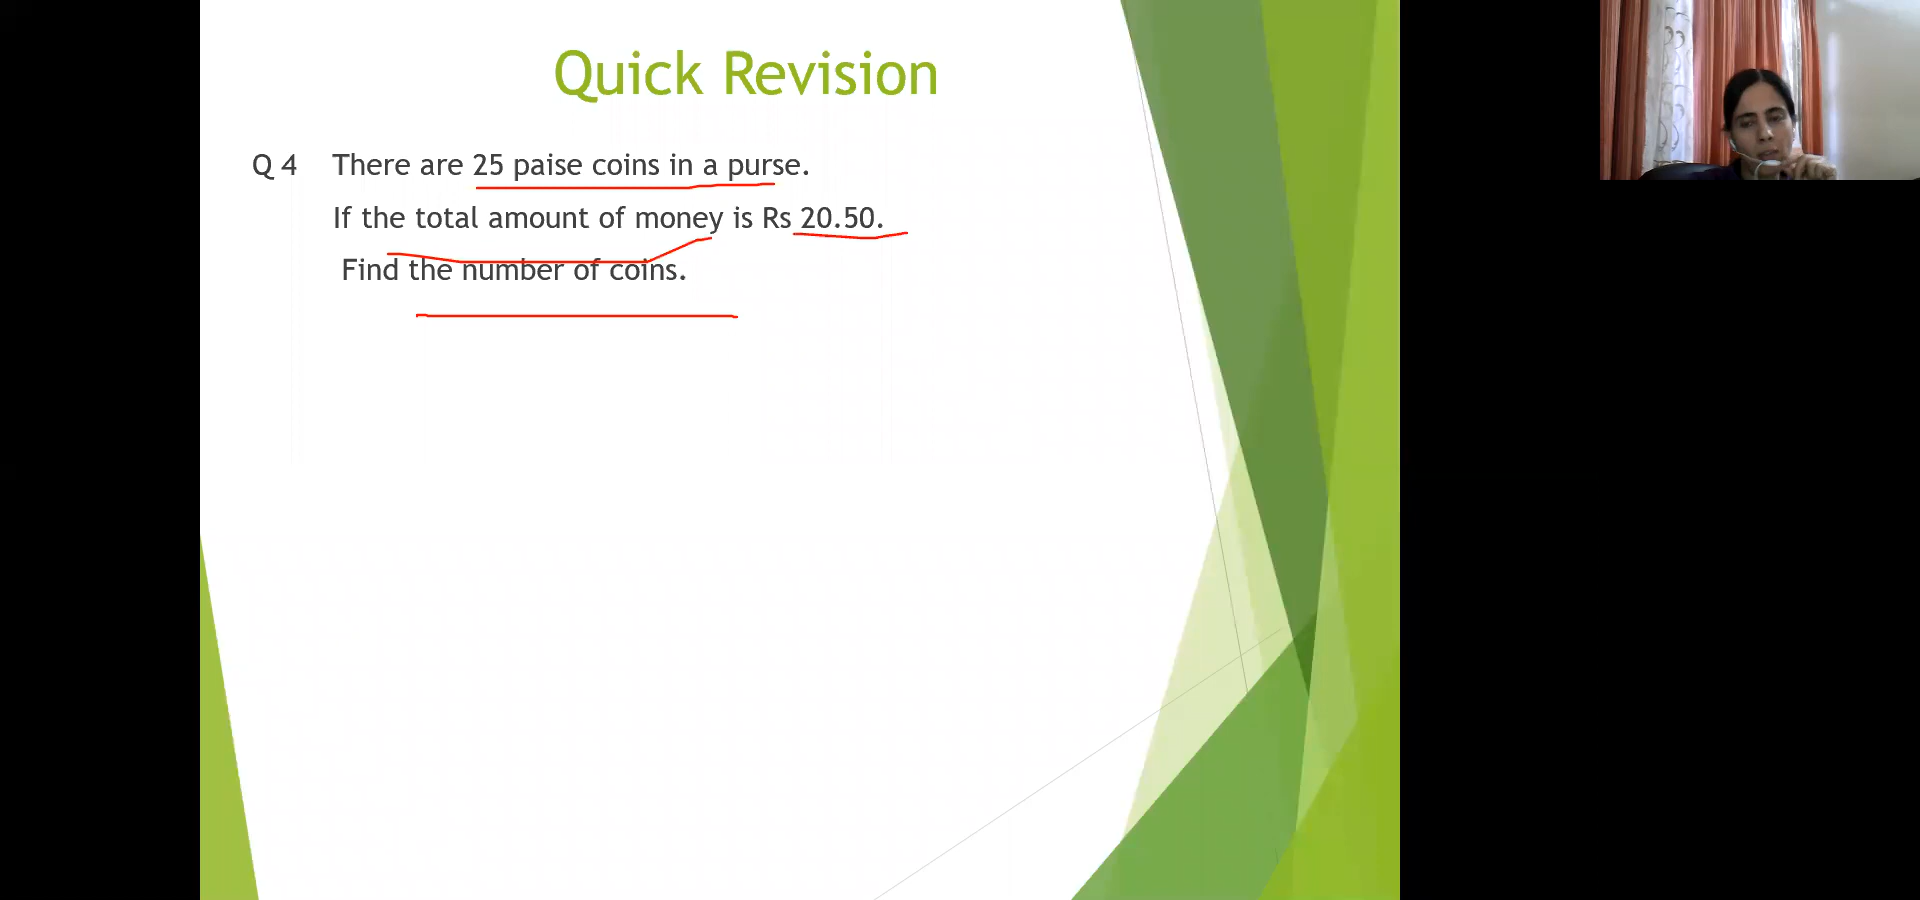 Quick Revision
Q 4 There are 25 paise coins in a purse.
If the total amount of money is Rs 20.50.
Find the number of coins.